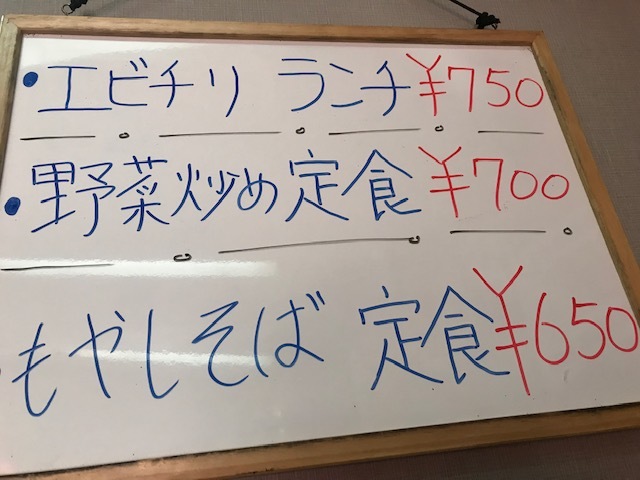 ・エビチリ ランチ ¥750
・野菜炒め定食 ¥700
・もやしそば 定食 ¥650